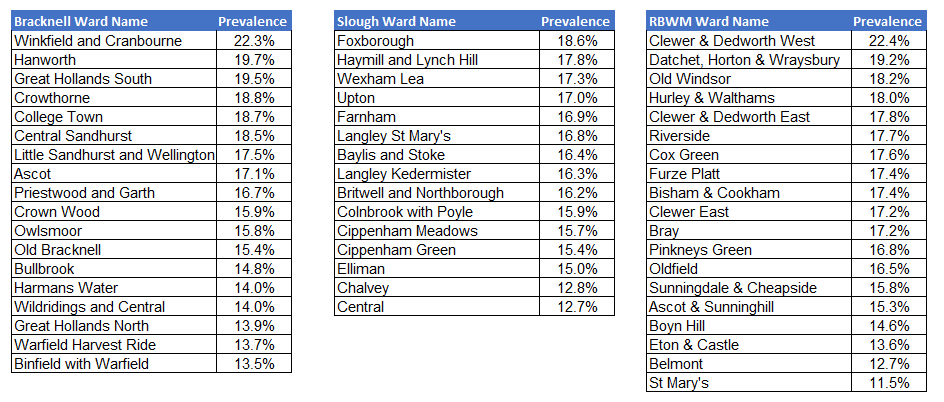 Bracknell Ward Name Prevalence
Winkfield and Cranbourne 22.3%
Hanworth 19.7%
Great Hollands South 19.5%
Crowthorne 18.8%
College Town 18.7%
Central Sandhurst 18.5%
Little Sandhurst and Wellington 17.5%
Ascot 17.1%
Priestwood and Garth 16.7%
Crown Wood 15.9%
Owlsmoor 15.8%
Old Bracknell 15.4%
Bullbrook 14.8%
Harmans Water 14.0%
Wildridings and Central 14.0%
Great Hollands North 13.9%
Warfield Harvest Ride 13.7%
Binfield with Warfield 13.5%
Slough Ward Name Prevalence
Foxborough 18.6%
Haymill and Lynch Hill 17.8%
Wexham Lea 17.3%
Upton 17.0%
Farnham 16.9%
Langley St Mary's 16.8%
Baylis and Stoke 16.4%
Langley Kedermister 16.3%
Britwell and Northborough 16.2%
Colnbrook with Poyle 15.9%
Cippenham Meadows 15.7%
Cippenham Green 15.4%
Elliman 15.0%
Chalvey 12.8%
Central 12.7%
RBWM Ward Name Prevalence
Clewer & Dedworth West 22.4%
Datchet, Horton & Wraysbury 19.2%
Old Windsor 18.2%
Hurley & Walthams 18.0%
Clewer & Dedworth East 17.8%
Riverside 17.7%
Cox Green 17.6%
Furze Platt 17.4%
Bisham & Cookham 17.4%
Clewer East 17.2%
Bray 17.2%
Pinkneys Green 16.8%
Oldfield 16.5%
Sunningdale & Cheapside 15.8%
Ascot & Sunninghill 15.3%
Boyn Hill 14.6%
Eton & Castle 13.6%
Belmont 12.7%
St Mary's 11.5%